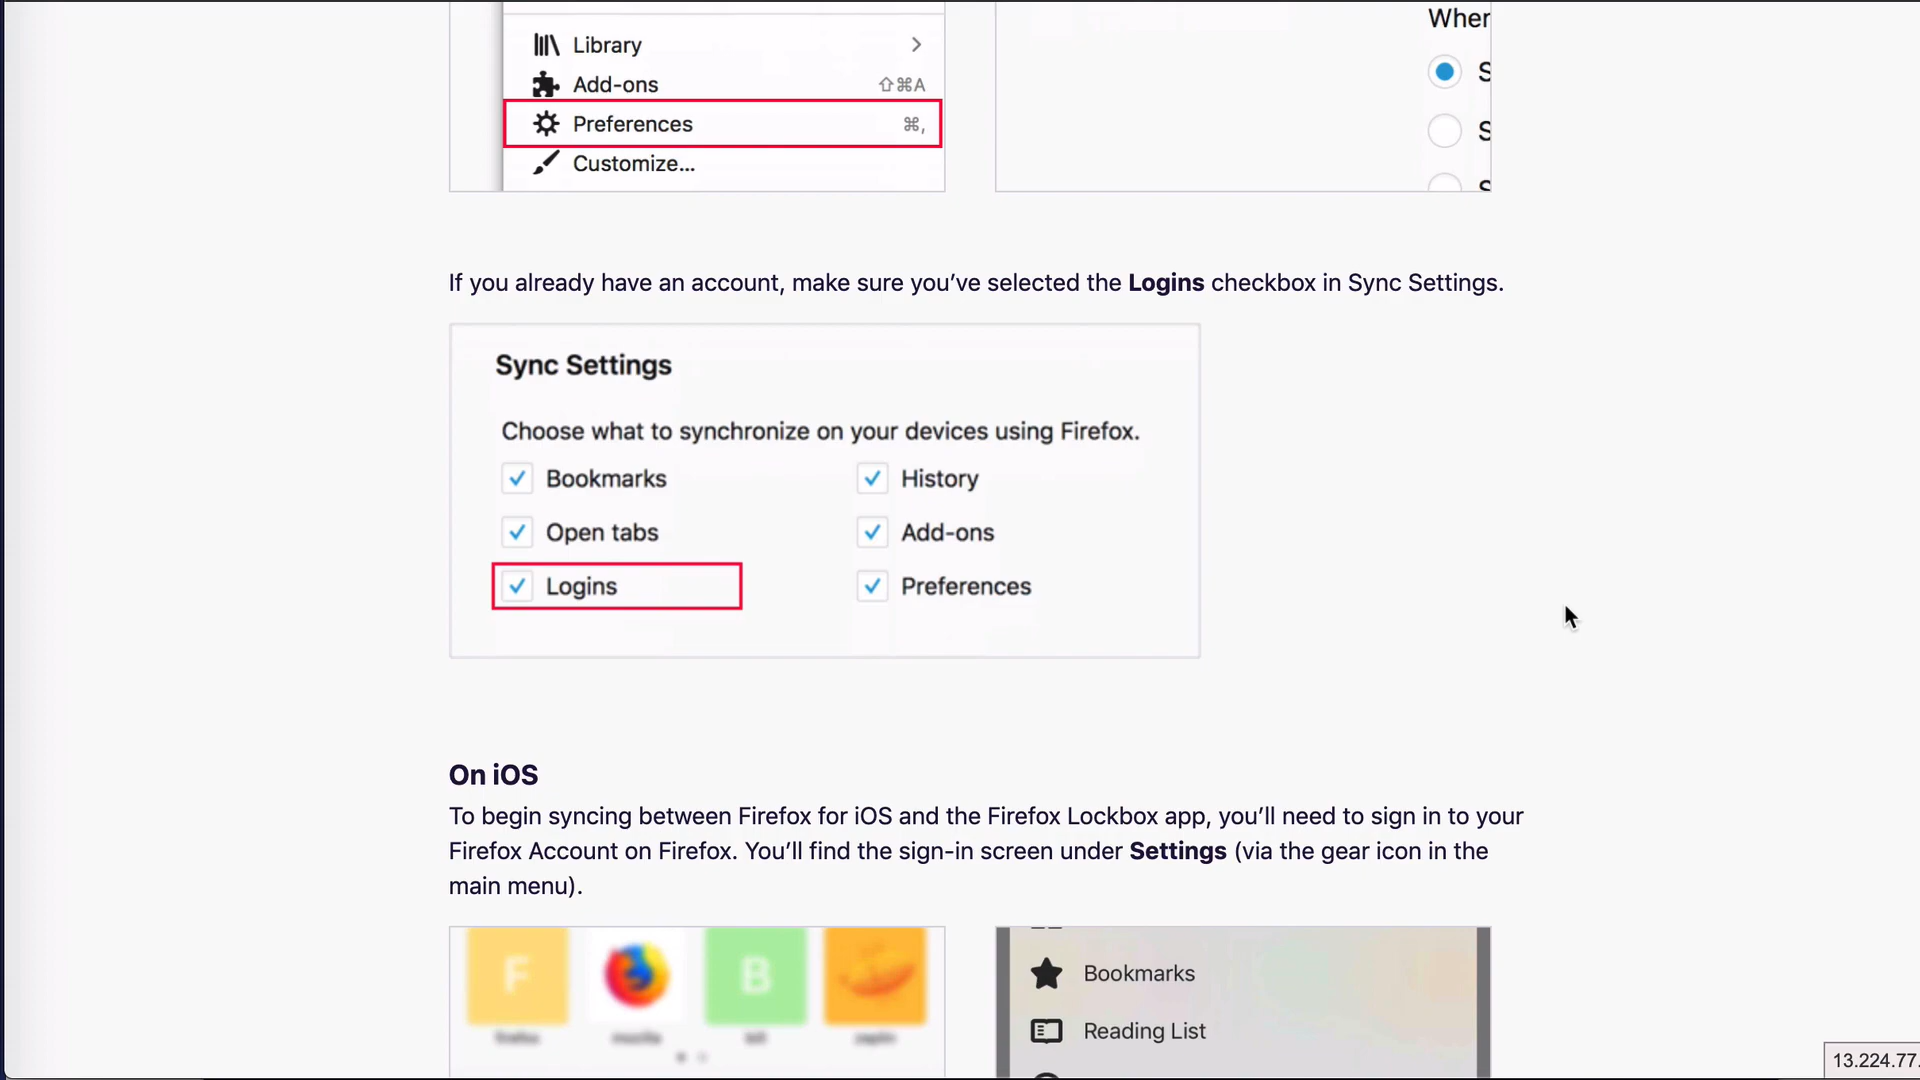 Wher
Library
Add-ons ⇧⌘A
Preferences ⌘,
Customize...
S
S
S
If you already have an account, make sure you’ve selected the Logins checkbox in Sync Settings.
Sync Settings
Choose what to synchronize on your devices using Firefox.
Bookmarks
History
Open tabs
Add-ons
Logins
Preferences
On iOS
To begin syncing between Firefox for iOS and the Firefox Lockbox app, you’ll need to sign in to your
Firefox Account on Firefox. You’ll find the sign-in screen under Settings (via the gear icon in the
main menu).
F
B
firefox
mozilla
Bookmarks
Reading List
13.224.77.